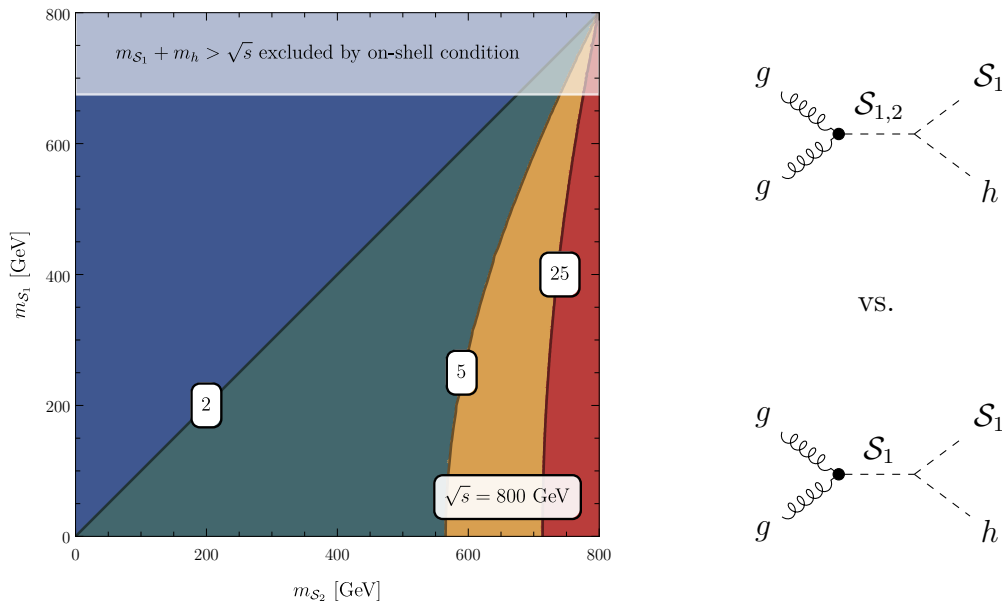 m_{S_1} + m_h > √s excluded by on-shell condition
800
600
400
200
0
m_{S_1} [GeV]
2
5
25
√s = 800 GeV
0
200
400
600
800
m_{S_2} [GeV]
g
g
S_{1,2}
S_1
h
vs.
g
g
S_1
S_1
h